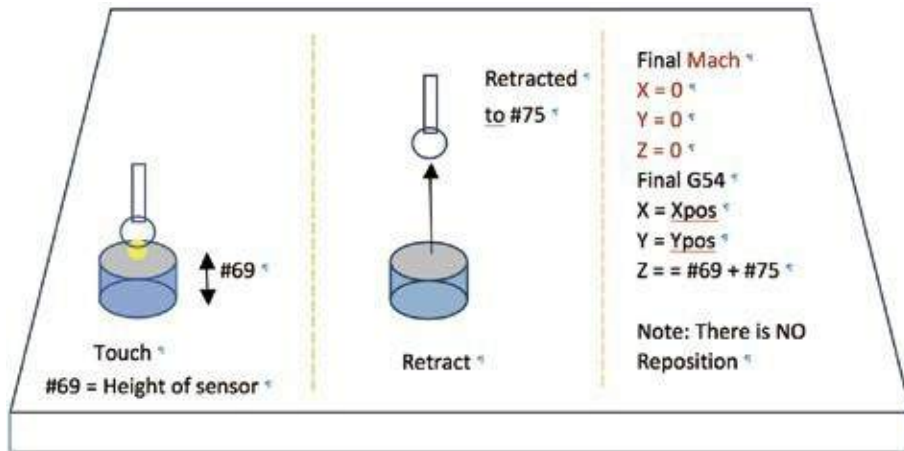 #69
Touch
#69 = Height of sensor
Retracted
to #75
Retract
Final Mach
X = 0
Y = 0
Z = 0
Final G54
X = Xpos
Y = Ypos
Z = = #69 + #75
Note: There is NO
Reposition